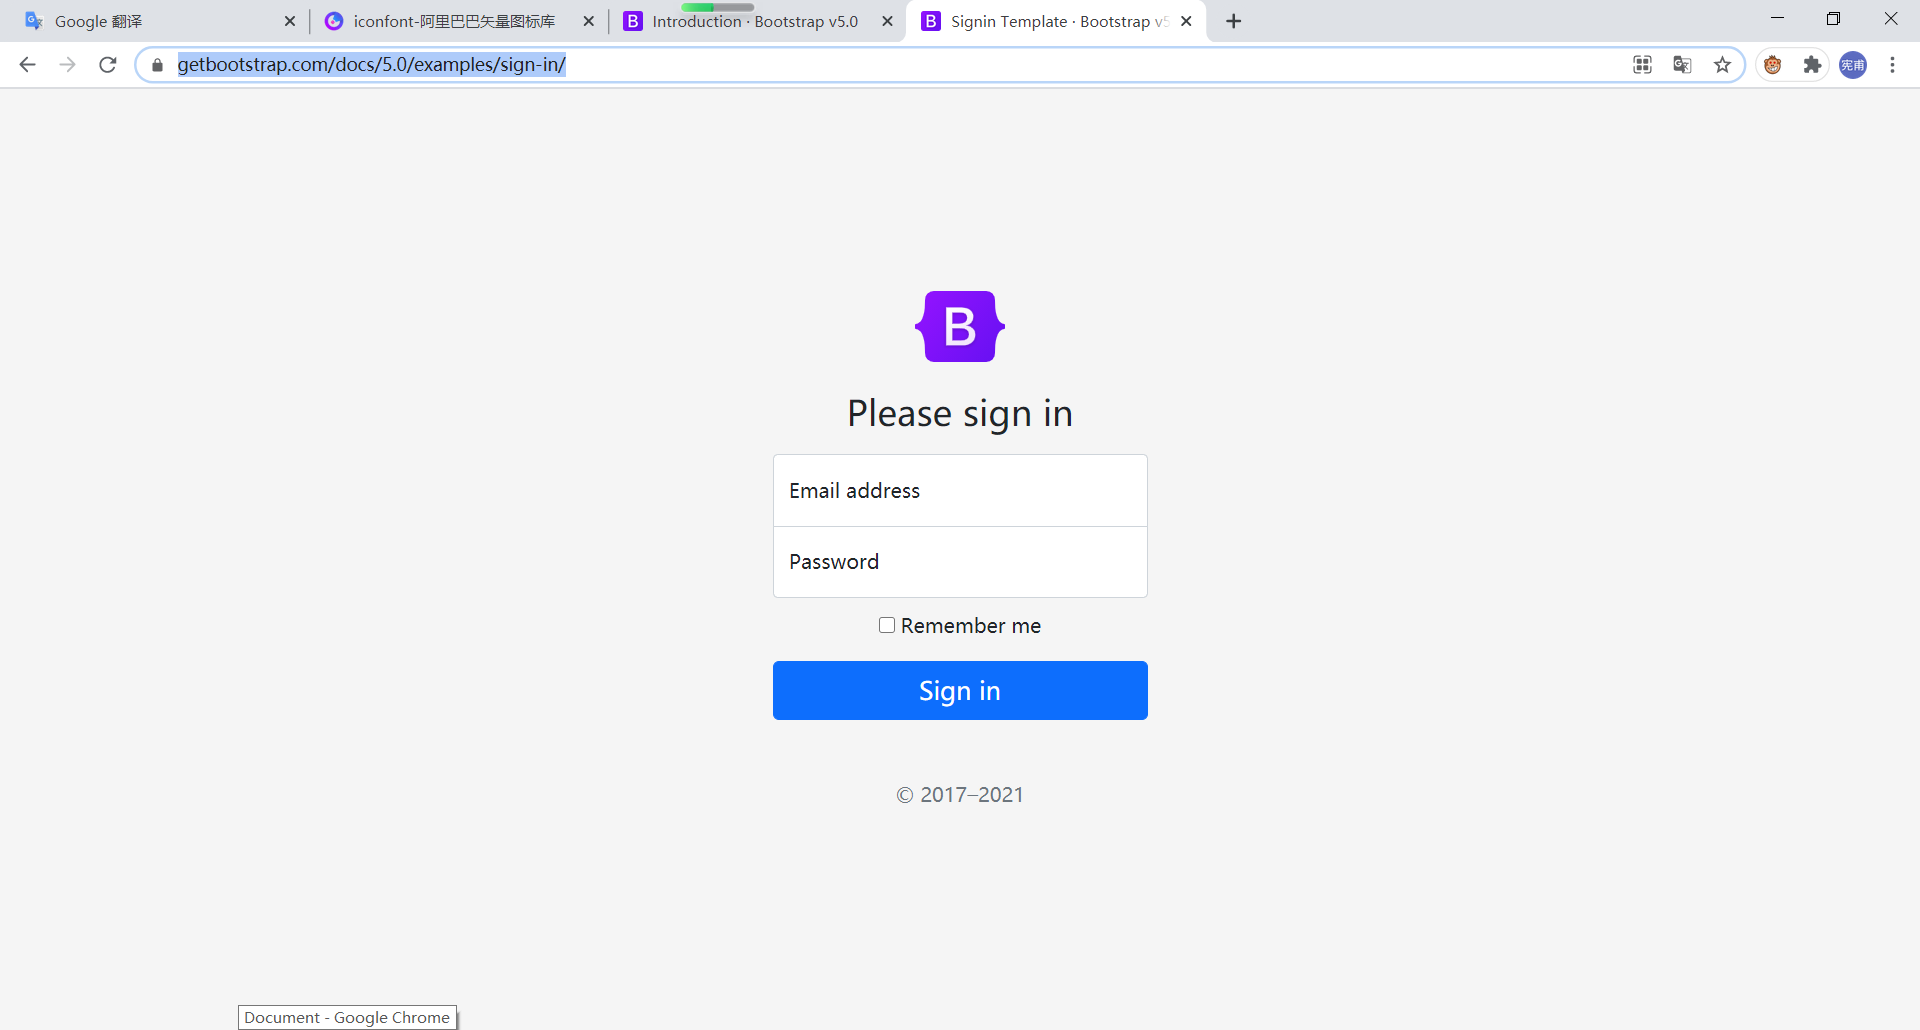 Google 翻译
iconfont-阿里巴巴矢量图标库
Introduction · Bootstrap v5.0
Signin Template · Bootstrap v5
getbootstrap.com/docs/5.0/examples/sign-in/
宪甫
B
Please sign in
Email address
Password
Remember me
Sign in
© 2017–2021
Document - Google Chrome